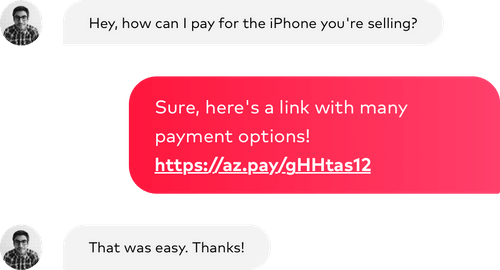 Hey, how can I pay for the iPhone you're selling?
Sure, here's a link with many
payment options!
https://az.pay/gHHtas12
That was easy. Thanks!